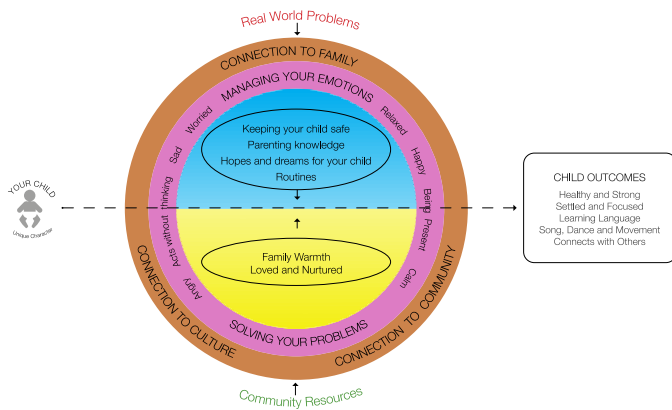 Real World Problems
CONNECTION TO FAMILY
MANAGING YOUR EMOTIONS
Worried
Sad
Acts without thinking
Angry
Relaxed
Happy
Being Present
Calm
Keeping your child safe
Parenting knowledge
Hopes and dreams for your child
Routines
YOUR CHILD
Unique Character
Family Warmth
Loved and Nurtured
SOLVING YOUR PROBLEMS
CONNECTION TO CULTURE
CONNECTION TO COMMUNITY
Community Resources
CHILD OUTCOMES
Healthy and Strong
Settled and Focused
Learning Language
Song, Dance and Movement
Connects with Others